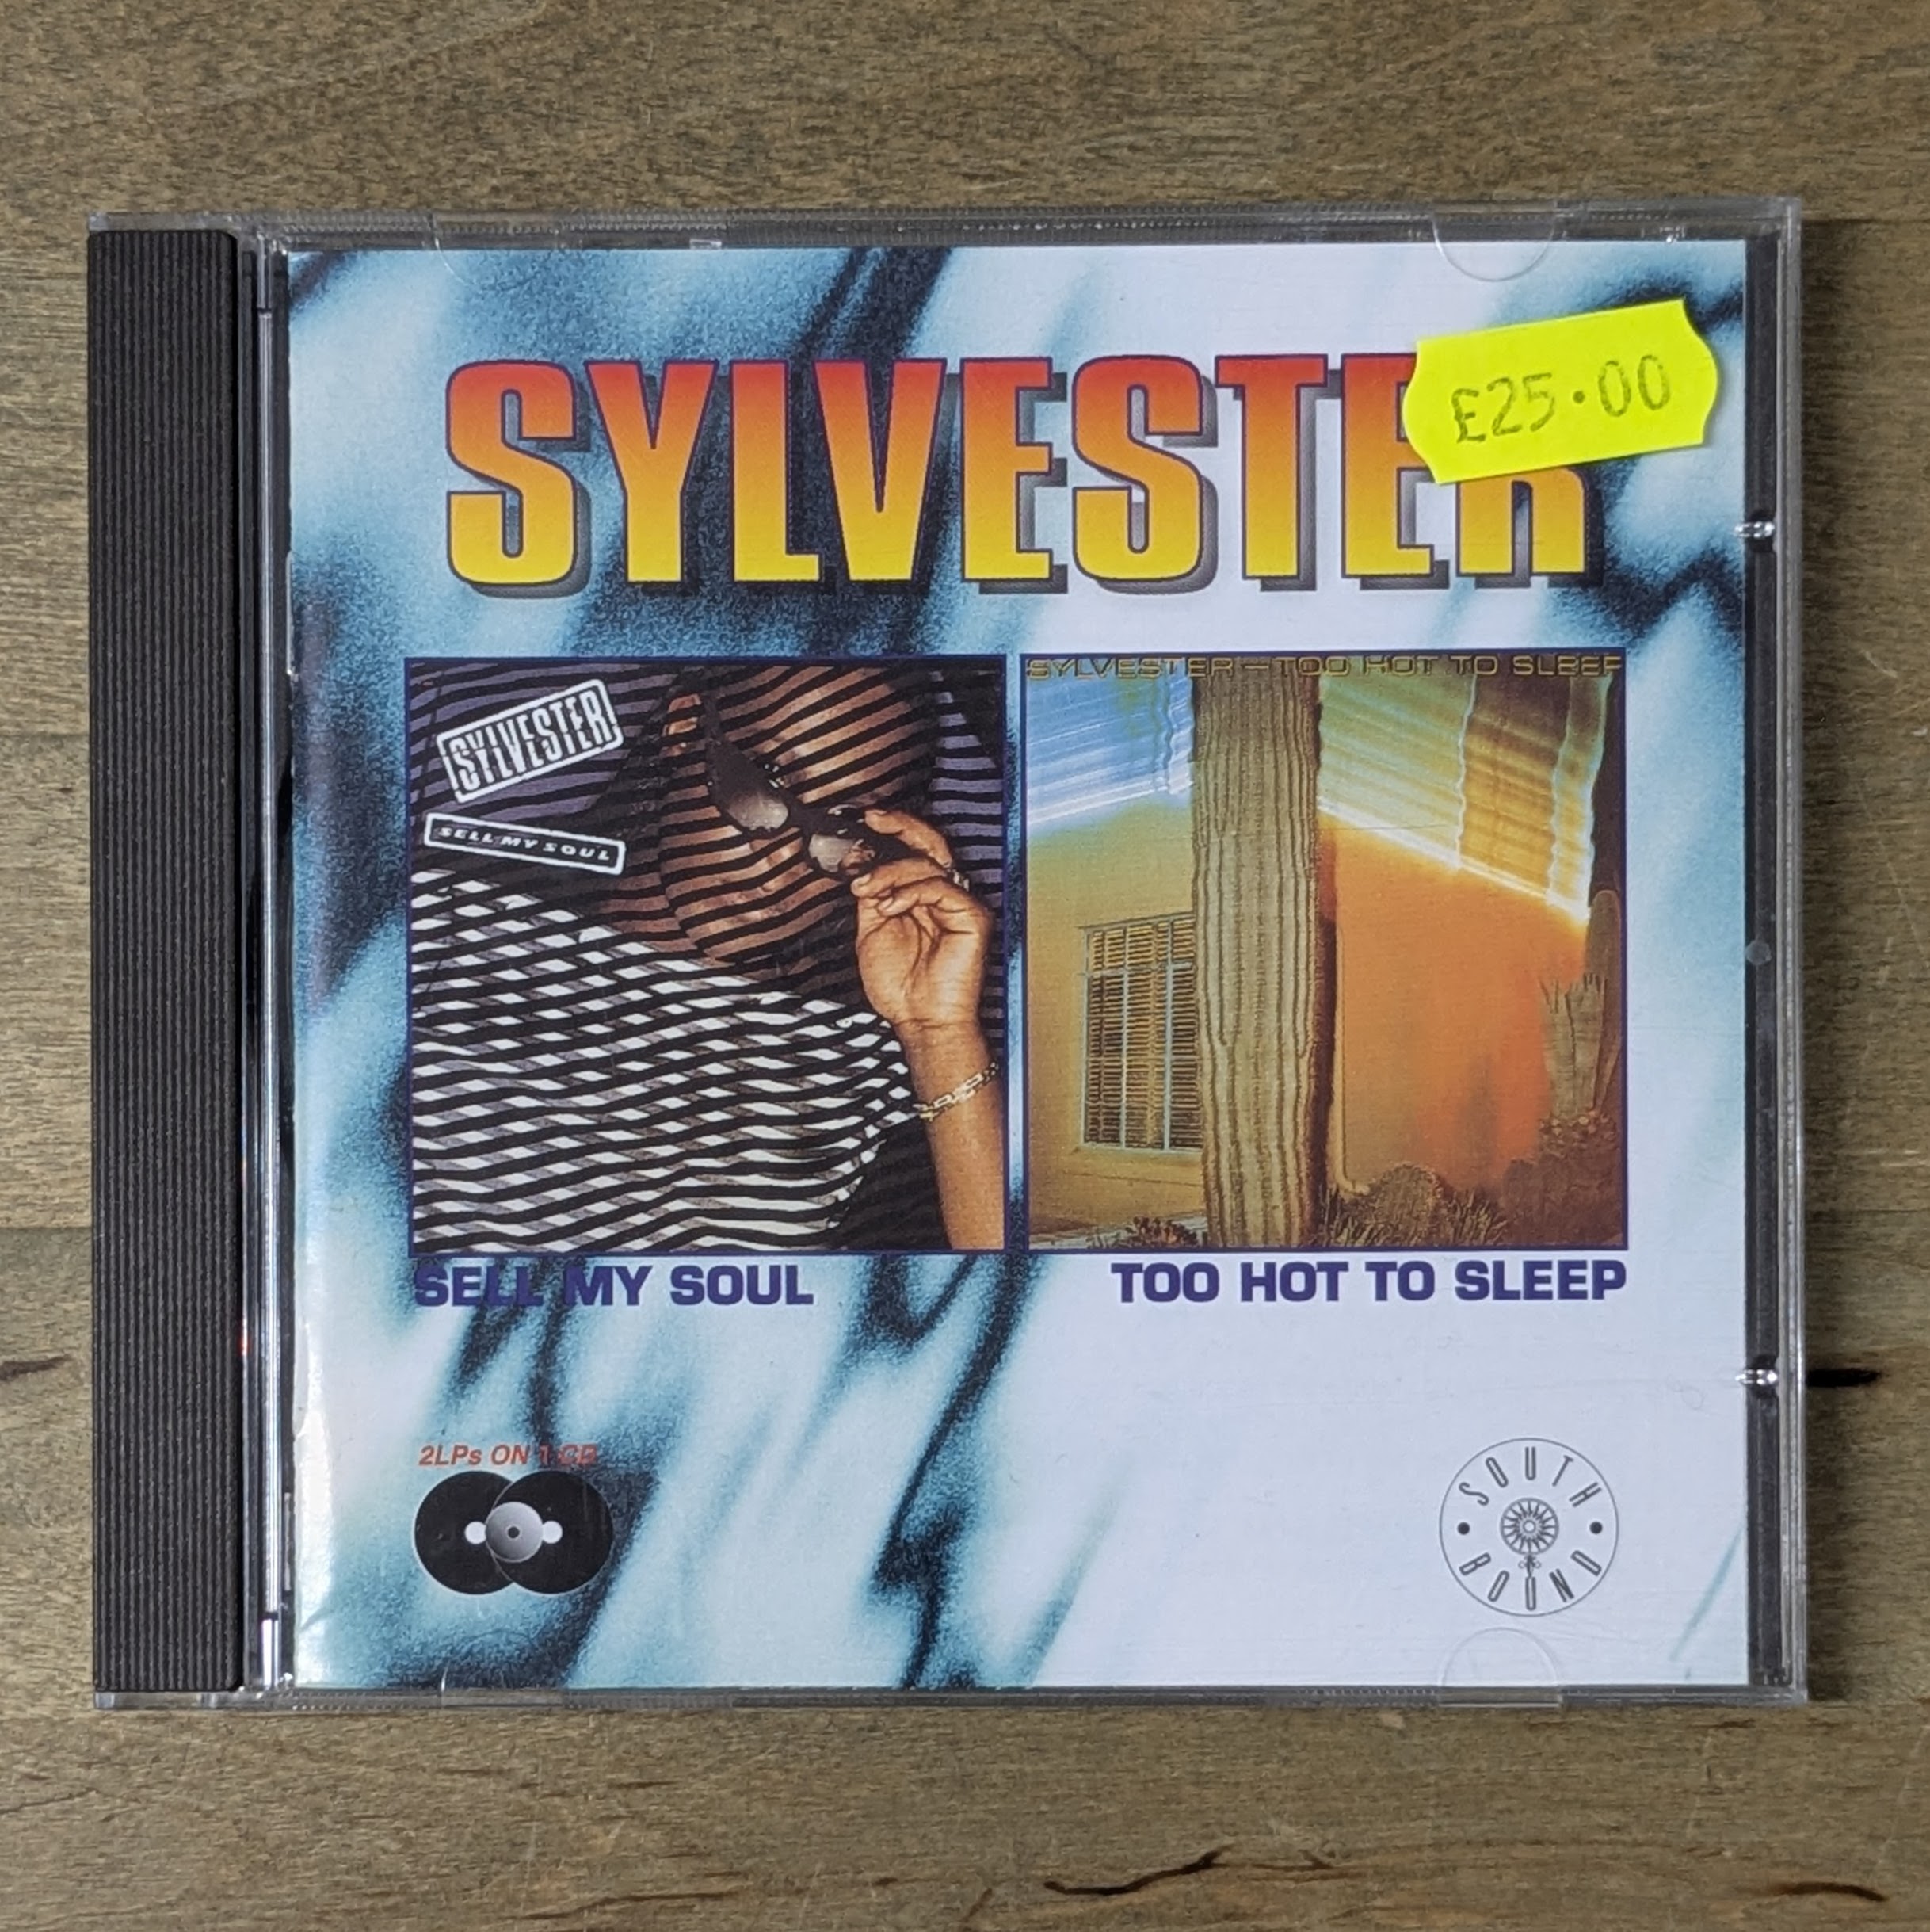 SYLVESTER
£25.00
SYLVESTER
SELL MY SOUL
SYLVESTER—TOO HOT TO SLEEP
SELL MY SOUL
TOO HOT TO SLEEP
2LPs ON 1 CD
SOUTH
BOUND